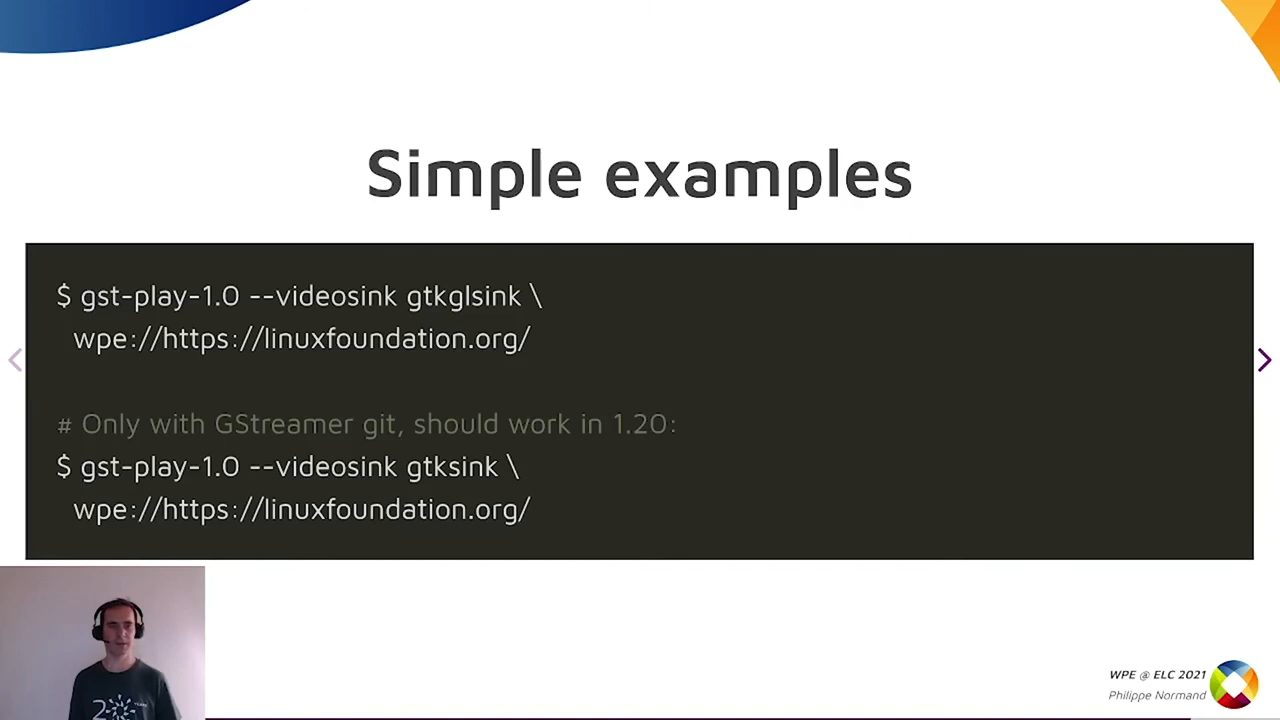 Simple examples
$ gst-play-1.0 --videosink gtkglsink \
wpe://https://linuxfoundation.org/
# Only with GStreamer git, should work in 1.20:
$ gst-play-1.0 --videosink gtksink \
wpe://https://linuxfoundation.org/
WPE @ ELC 2021
Philippe Normand
20